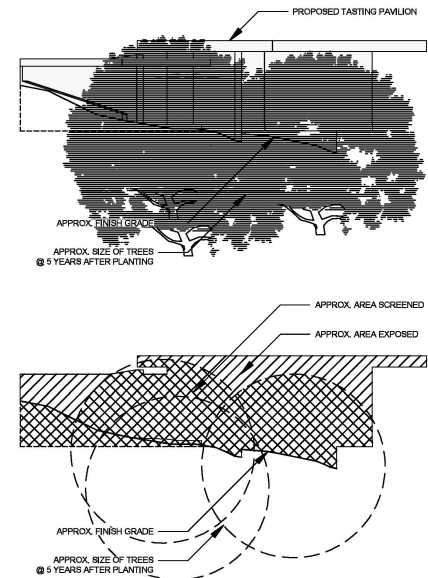 PROPOSED TASTING PAVILION
APPROX. FINISH GRADE
APPROX. SIZE OF TREES
@ 5 YEARS AFTER PLANTING
APPROX. AREA SCREENED
APPROX. AREA EXPOSED
APPROX. FINISH GRADE
APPROX. SIZE OF TREES
@ 5 YEARS AFTER PLANTING